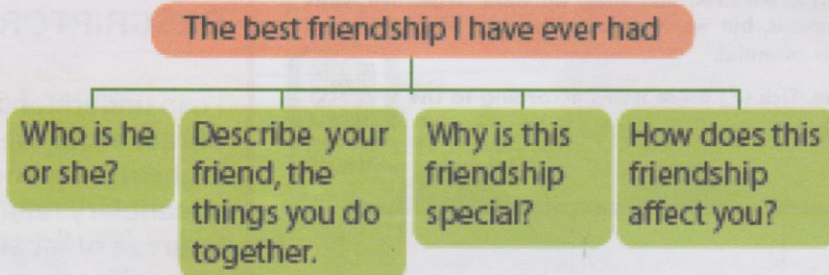 The best friendship I have ever had
Who is he
or she?
Describe your
friend, the
things you do
together.
Why is this
friendship
special?
How does this
friendship
affect you?